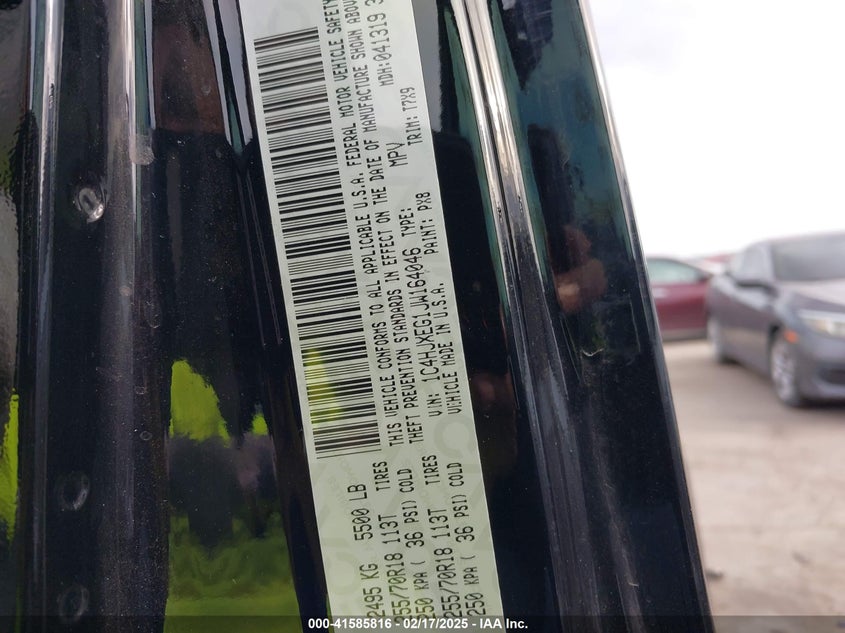 2495 KG 5500 LB
255/70R18 113T TIRES
250 KPA ( 36 PSI) COLD
255/70R18 113T TIRES
250 KPA ( 36 PSI) COLD
MDH:041319
THIS VEHICLE CONFORMS TO ALL APPLICABLE U.S.A. FEDERAL MOTOR VEHICLE SAFETY
THEFT PREVENTION STANDARDS IN EFFECT ON THE DATE OF MANUFACTURE SHOWN ABOVE
VIN: 1C4HJXEG1JW164046 TYPE: MPV
VEHICLE MADE IN U.S.A. PAINT: PX8 TRIM: T7X9
000-41585816 - 02/17/2025 - IAAI.COM